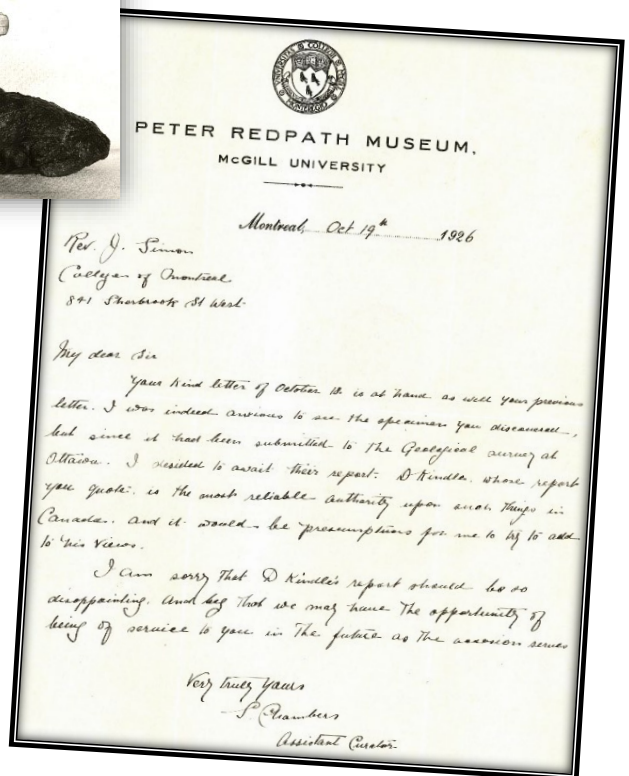 PETER REDPATH MUSEUM.
McGILL UNIVERSITY
Montreal, Oct 19th 1926
Rev. J. Simon
College of Montreal
841 Sherbrook St West
My dear Sir
Your kind letter of October 18 is at hand as well your previous
letter. I was indeed anxious to see the specimen you discovered,
but since it had been submitted to the Geological survey at
Ottawa. I decided to await their report. D Kindle. whose report
you quote. is the most reliable authority upon such things in
Canada. and it would be presumptious for me to try to add
to his views.
I am sorry that D Kindle's report should be so
disappointing. and beg that we may have the opportunity of
being of service to you in the future as the occasion serves
Very truly yours
S Chambers
Assistant Curator